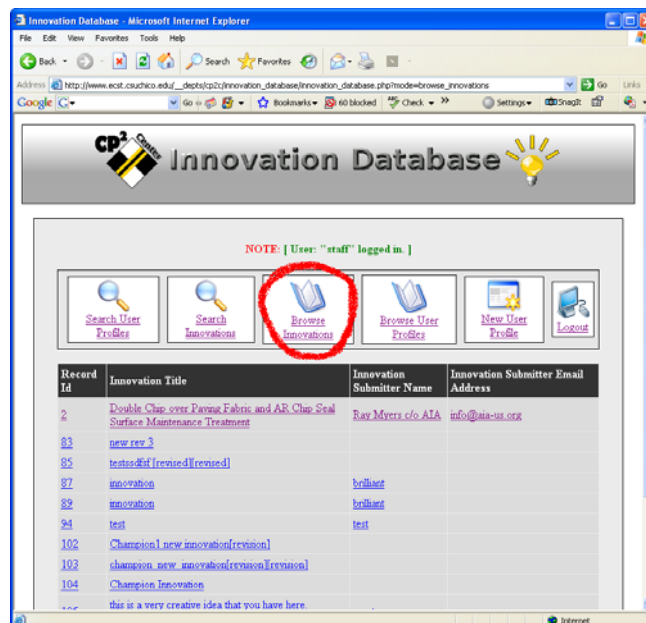 Innovation Database - Microsoft Internet Explorer
File Edit View Favorites Tools Help
Back Search Favorites
Address http://www.ecst.csuchico.edu/__depts/cp2c/innovation_database/innovation_database.php?mode=browse_innovations Go Links
Google Go Bookmarks 60 blocked Check Settings SnagIt
CP2 Center Innovation Database
NOTE: [ User: "staff" logged in. ]
Search User Profiles
Search Innovations
Browse Innovations
Browse User Profiles
New User Profile
Logout
Record Id Innovation Title Innovation Submitter Name Innovation Submitter Email Address
2 Double Chip over Paving Fabric and AR Chip Seal Surface Maintenance Treatment Ray Myers c/o AIA info@aia-us.org
83 new rev 3
85 testssdfsf [revised][revised]
87 innovation brilliant
89 innovation brilliant
94 test test
102 Champion1 new innovation[revision]
103 champion_new_innovation[revision][revision]
104 Champion Innovation
this is a very creative idea that you have here.
Internet